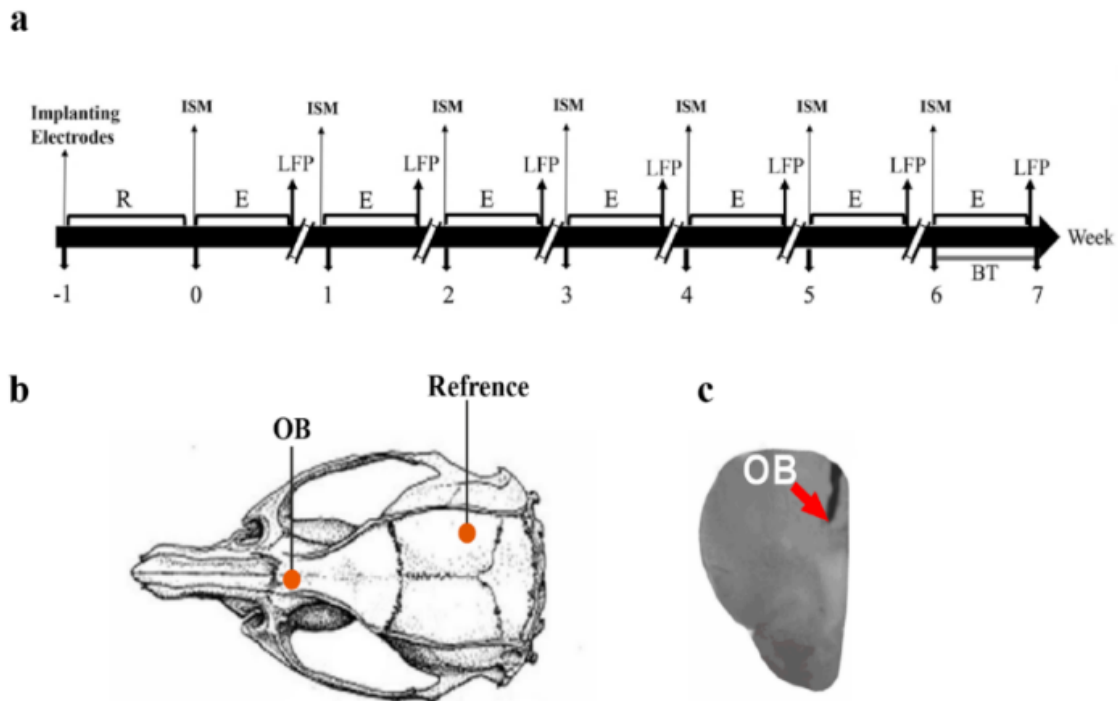 a
Implanting
Electrodes
ISM ISM ISM ISM ISM ISM ISM
LFP LFP LFP LFP LFP LFP LFP
R E E E E E E E
Week
BT
-1 0 1 2 3 4 5 6 7
b
Refrence
OB
c
OB